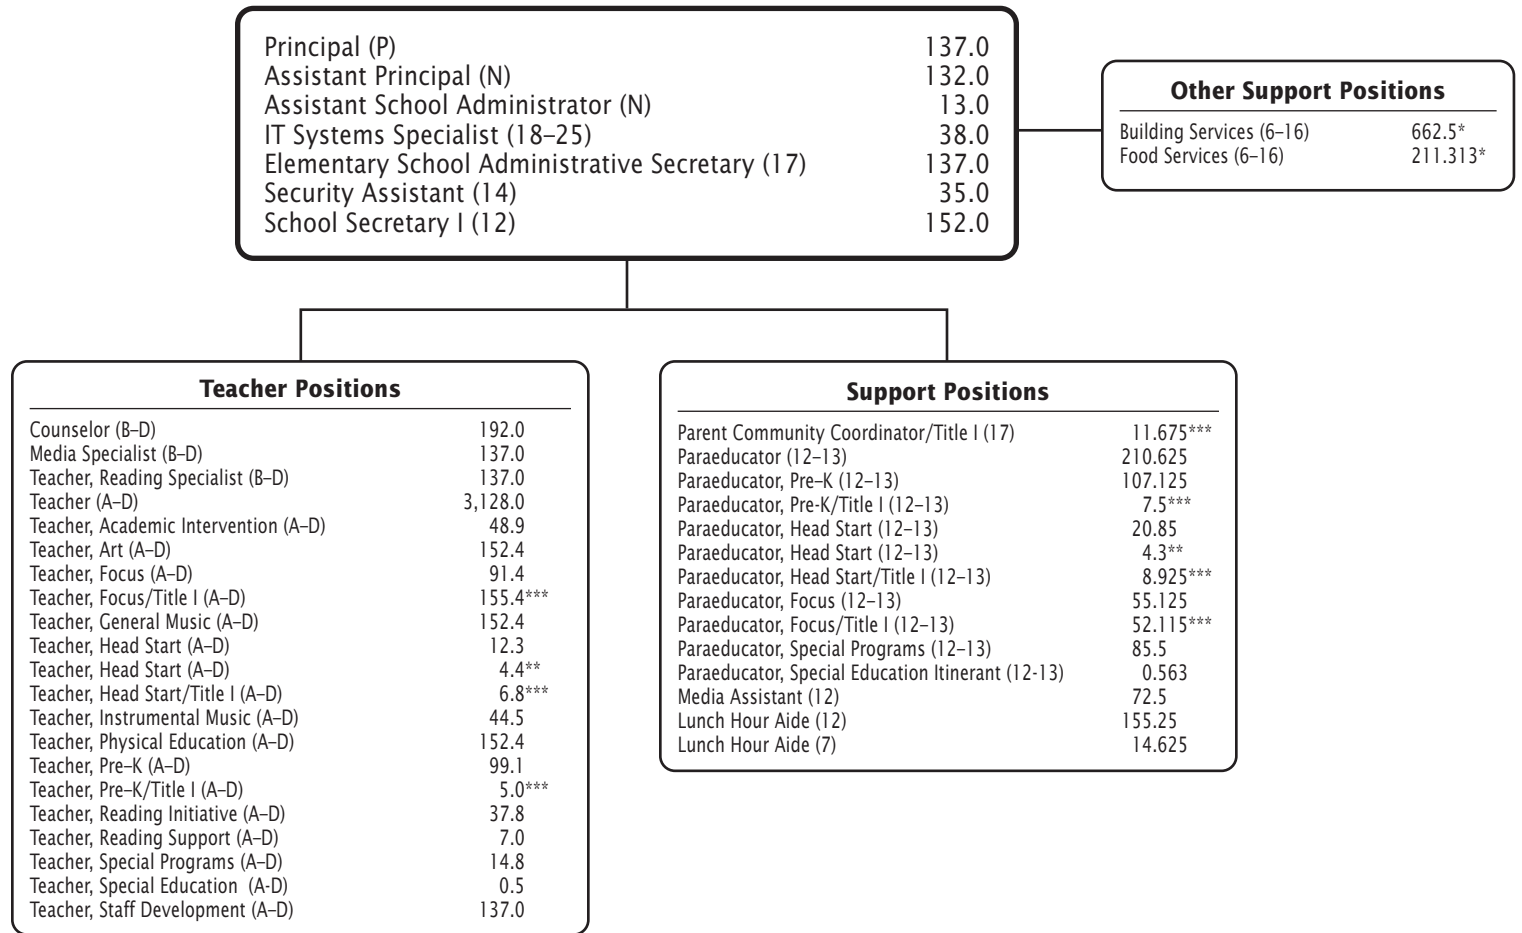 Principal (P) 137.0
Assistant Principal (N) 132.0
Assistant School Administrator (N) 13.0
IT Systems Specialist (18–25) 38.0
Elementary School Administrative Secretary (17) 137.0
Security Assistant (14) 35.0
School Secretary I (12) 152.0
Other Support Positions
Building Services (6–16) 662.5*
Food Services (6–16) 211.313*
Teacher Positions
Counselor (B–D) 192.0
Media Specialist (B–D) 137.0
Teacher, Reading Specialist (B–D) 137.0
Teacher (A–D) 3,128.0
Teacher, Academic Intervention (A–D) 48.9
Teacher, Art (A–D) 152.4
Teacher, Focus (A–D) 91.4
Teacher, Focus/Title I (A–D) 155.4***
Teacher, General Music (A–D) 152.4
Teacher, Head Start (A–D) 12.3
Teacher, Head Start (A–D) 4.4**
Teacher, Head Start/Title I (A–D) 6.8***
Teacher, Instrumental Music (A–D) 44.5
Teacher, Physical Education (A–D) 152.4
Teacher, Pre–K (A–D) 99.1
Teacher, Pre–K/Title I (A–D) 5.0***
Teacher, Reading Initiative (A–D) 37.8
Teacher, Reading Support (A–D) 7.0
Teacher, Special Programs (A–D) 14.8
Teacher, Special Education (A-D) 0.5
Teacher, Staff Development (A–D) 137.0
Support Positions
Parent Community Coordinator/Title I (17) 11.675***
Paraeducator (12–13) 210.625
Paraeducator, Pre–K (12–13) 107.125
Paraeducator, Pre-K/Title I (12–13) 7.5***
Paraeducator, Head Start (12–13) 20.85
Paraeducator, Head Start (12–13) 4.3**
Paraeducator, Head Start/Title I (12–13) 8.925***
Paraeducator, Focus (12–13) 55.125
Paraeducator, Focus/Title I (12–13) 52.115***
Paraeducator, Special Programs (12–13) 85.5
Paraeducator, Special Education Itinerant (12-13) 0.563
Media Assistant (12) 72.5
Lunch Hour Aide (12) 155.25
Lunch Hour Aide (7) 14.625